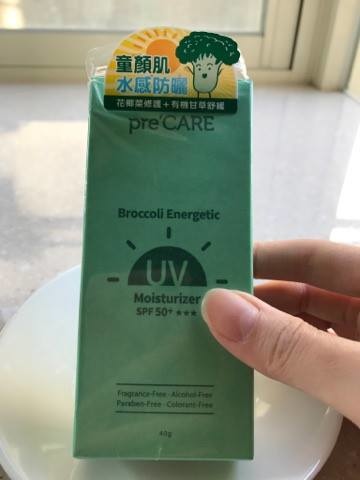 童顏肌
水感防曬
花椰菜修護+有機甘草舒緩
pre'CARE
Broccoli Energetic
UV
Moisturizer
SPF 50+ ★★★
Fragrance-Free · Alcohol-Free
Paraben-Free · Colorant-Free
40g